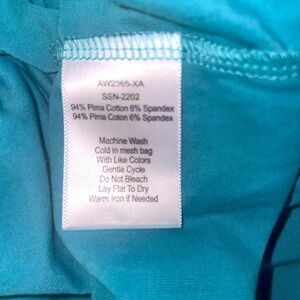 AW2365-XA
SSN-2202
94% Pima Cotton 6% Spandex
94% Pima Coton 6% Spandex
Machine Wash
Cold in mesh bag
With Like Colors
Gentle Cycle
Do Not Bleach
Lay Flat To Dry
Warm Iron if Needed